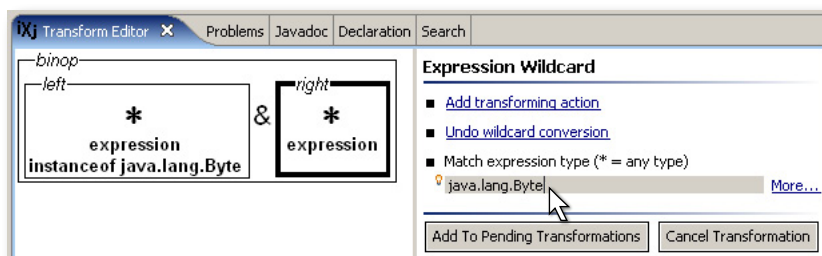 iXj Transform Editor Problems Javadoc Declaration Search
binop
left
*
expression
instanceof java.lang.Byte
&
right
*
expression
Expression Wildcard
Add transforming action
Undo wildcard conversion
Match expression type (* = any type)
java.lang.Byte More...
Add To Pending Transformations Cancel Transformation